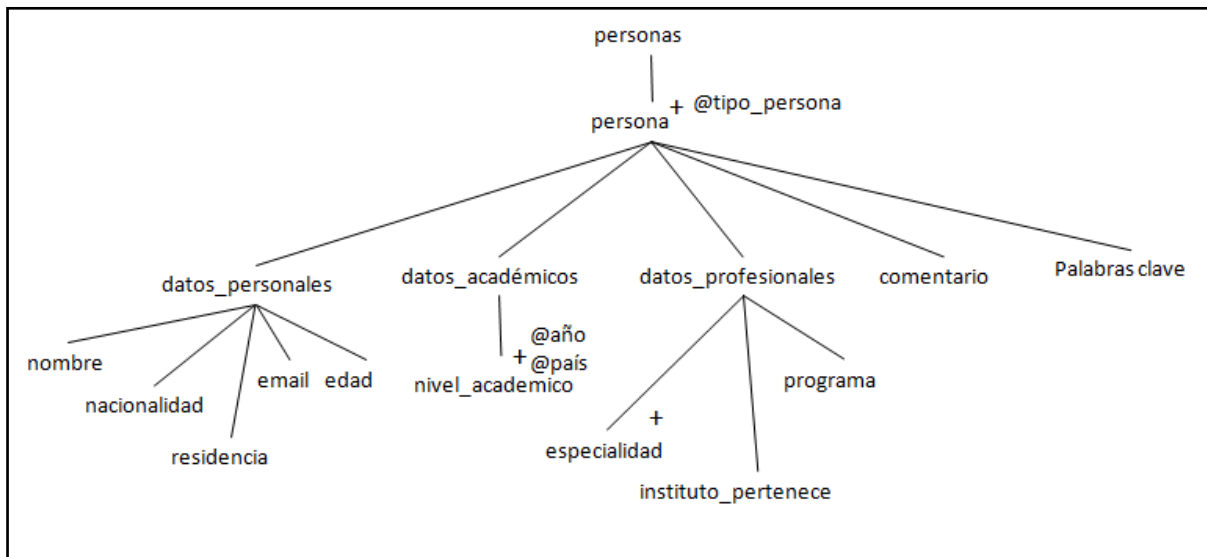 personas
+ @tipo_persona
persona
datos_personales
datos_académicos
datos_profesionales
comentario
Palabras clave
nombre
nacionalidad
residencia
email
edad
@año
+ @país
nivel_academico
programa
+
especialidad
instituto_pertenece